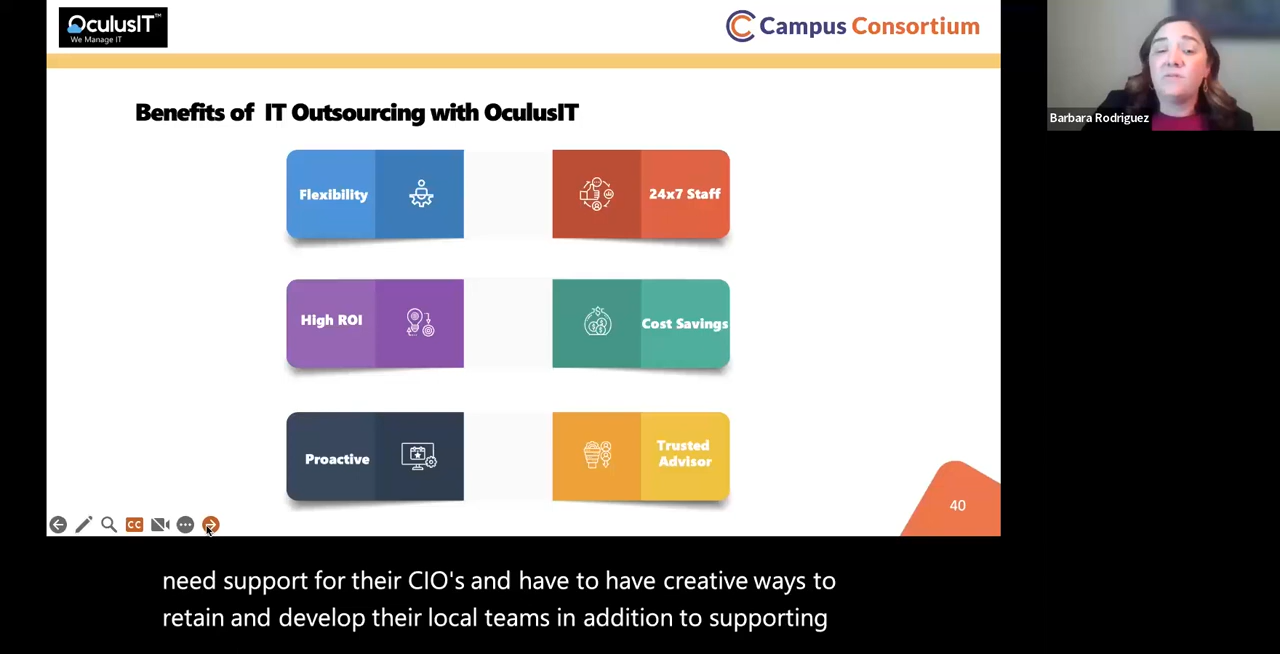 OculusIT™
We Manage IT
Campus Consortium
Barbara Rodriguez
Benefits of IT Outsourcing with OculusIT
Flexibility
24x7 Staff
High ROI
Cost Savings
Proactive
Trusted
Advisor
40
CC
need support for their CIO's and have to have creative ways to
retain and develop their local teams in addition to supporting